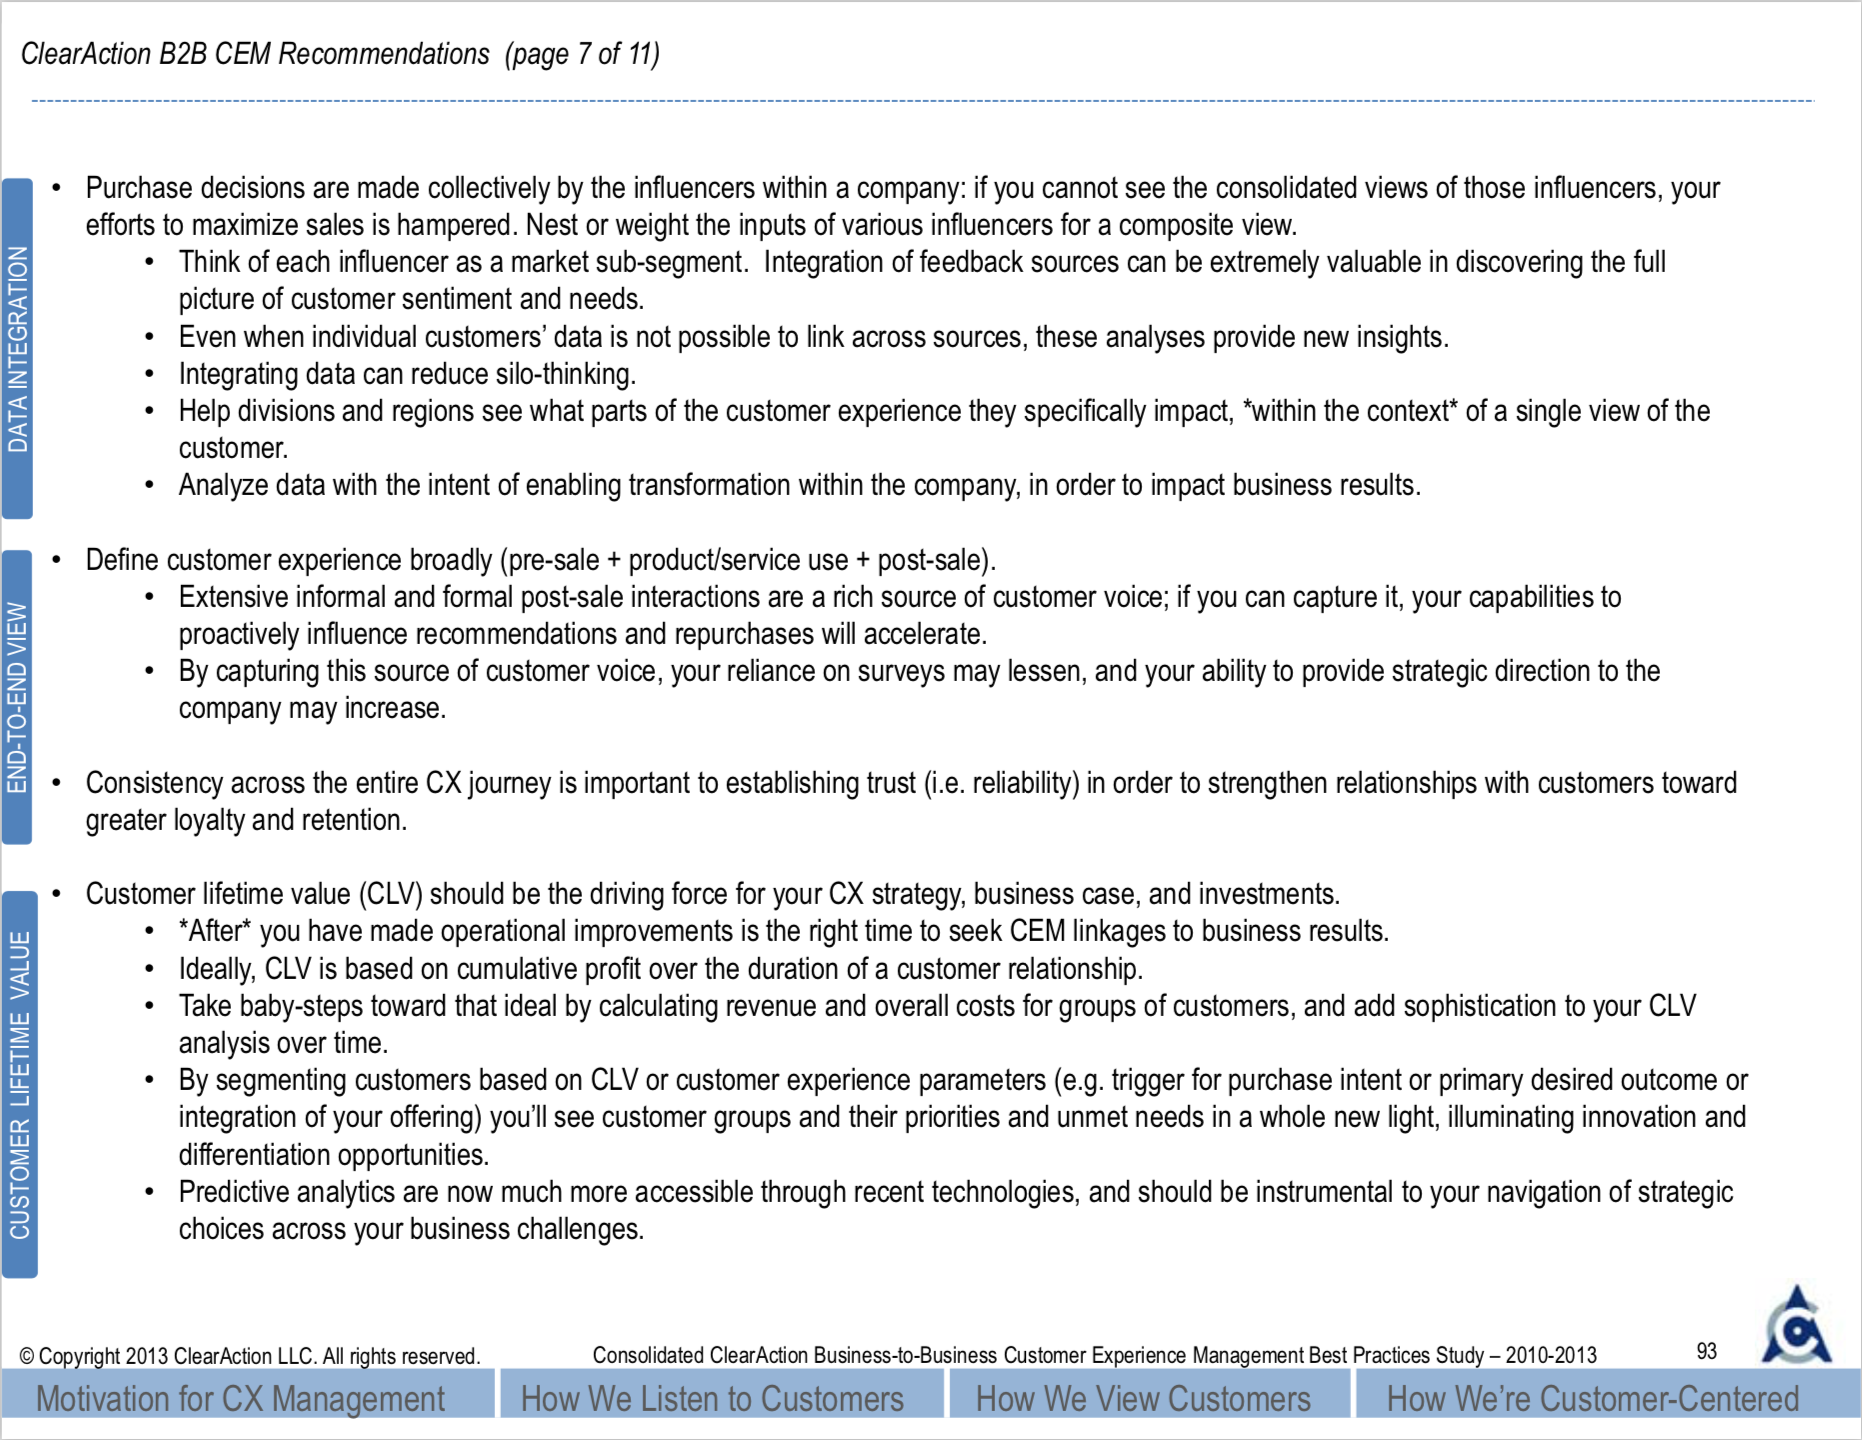 ClearAction B2B CEM Recommendations  (page 7 of 11)
DATA INTEGRATION
• Purchase decisions are made collectively by the influencers within a company: if you cannot see the consolidated views of those influencers, your
efforts to maximize sales is hampered. Nest or weight the inputs of various influencers for a composite view.
• Think of each influencer as a market sub-segment.  Integration of feedback sources can be extremely valuable in discovering the full
picture of customer sentiment and needs.
• Even when individual customers’ data is not possible to link across sources, these analyses provide new insights.
• Integrating data can reduce silo-thinking.
• Help divisions and regions see what parts of the customer experience they specifically impact, *within the context* of a single view of the
customer.
• Analyze data with the intent of enabling transformation within the company, in order to impact business results.
END-TO-END VIEW
• Define customer experience broadly (pre-sale + product/service use + post-sale).
• Extensive informal and formal post-sale interactions are a rich source of customer voice; if you can capture it, your capabilities to
proactively influence recommendations and repurchases will accelerate.
• By capturing this source of customer voice, your reliance on surveys may lessen, and your ability to provide strategic direction to the
company may increase.
• Consistency across the entire CX journey is important to establishing trust (i.e. reliability) in order to strengthen relationships with customers toward
greater loyalty and retention.
CUSTOMER LIFETIME VALUE
• Customer lifetime value (CLV) should be the driving force for your CX strategy, business case, and investments.
• *After* you have made operational improvements is the right time to seek CEM linkages to business results.
• Ideally, CLV is based on cumulative profit over the duration of a customer relationship.
• Take baby-steps toward that ideal by calculating revenue and overall costs for groups of customers, and add sophistication to your CLV
analysis over time.
• By segmenting customers based on CLV or customer experience parameters (e.g. trigger for purchase intent or primary desired outcome or
integration of your offering) you’ll see customer groups and their priorities and unmet needs in a whole new light, illuminating innovation and
differentiation opportunities.
• Predictive analytics are now much more accessible through recent technologies, and should be instrumental to your navigation of strategic
choices across your business challenges.
© Copyright 2013 ClearAction LLC. All rights reserved.
Consolidated ClearAction Business-to-Business Customer Experience Management Best Practices Study – 2010-2013
93
Motivation for CX Management
How We Listen to Customers
How We View Customers
How We’re Customer-Centered